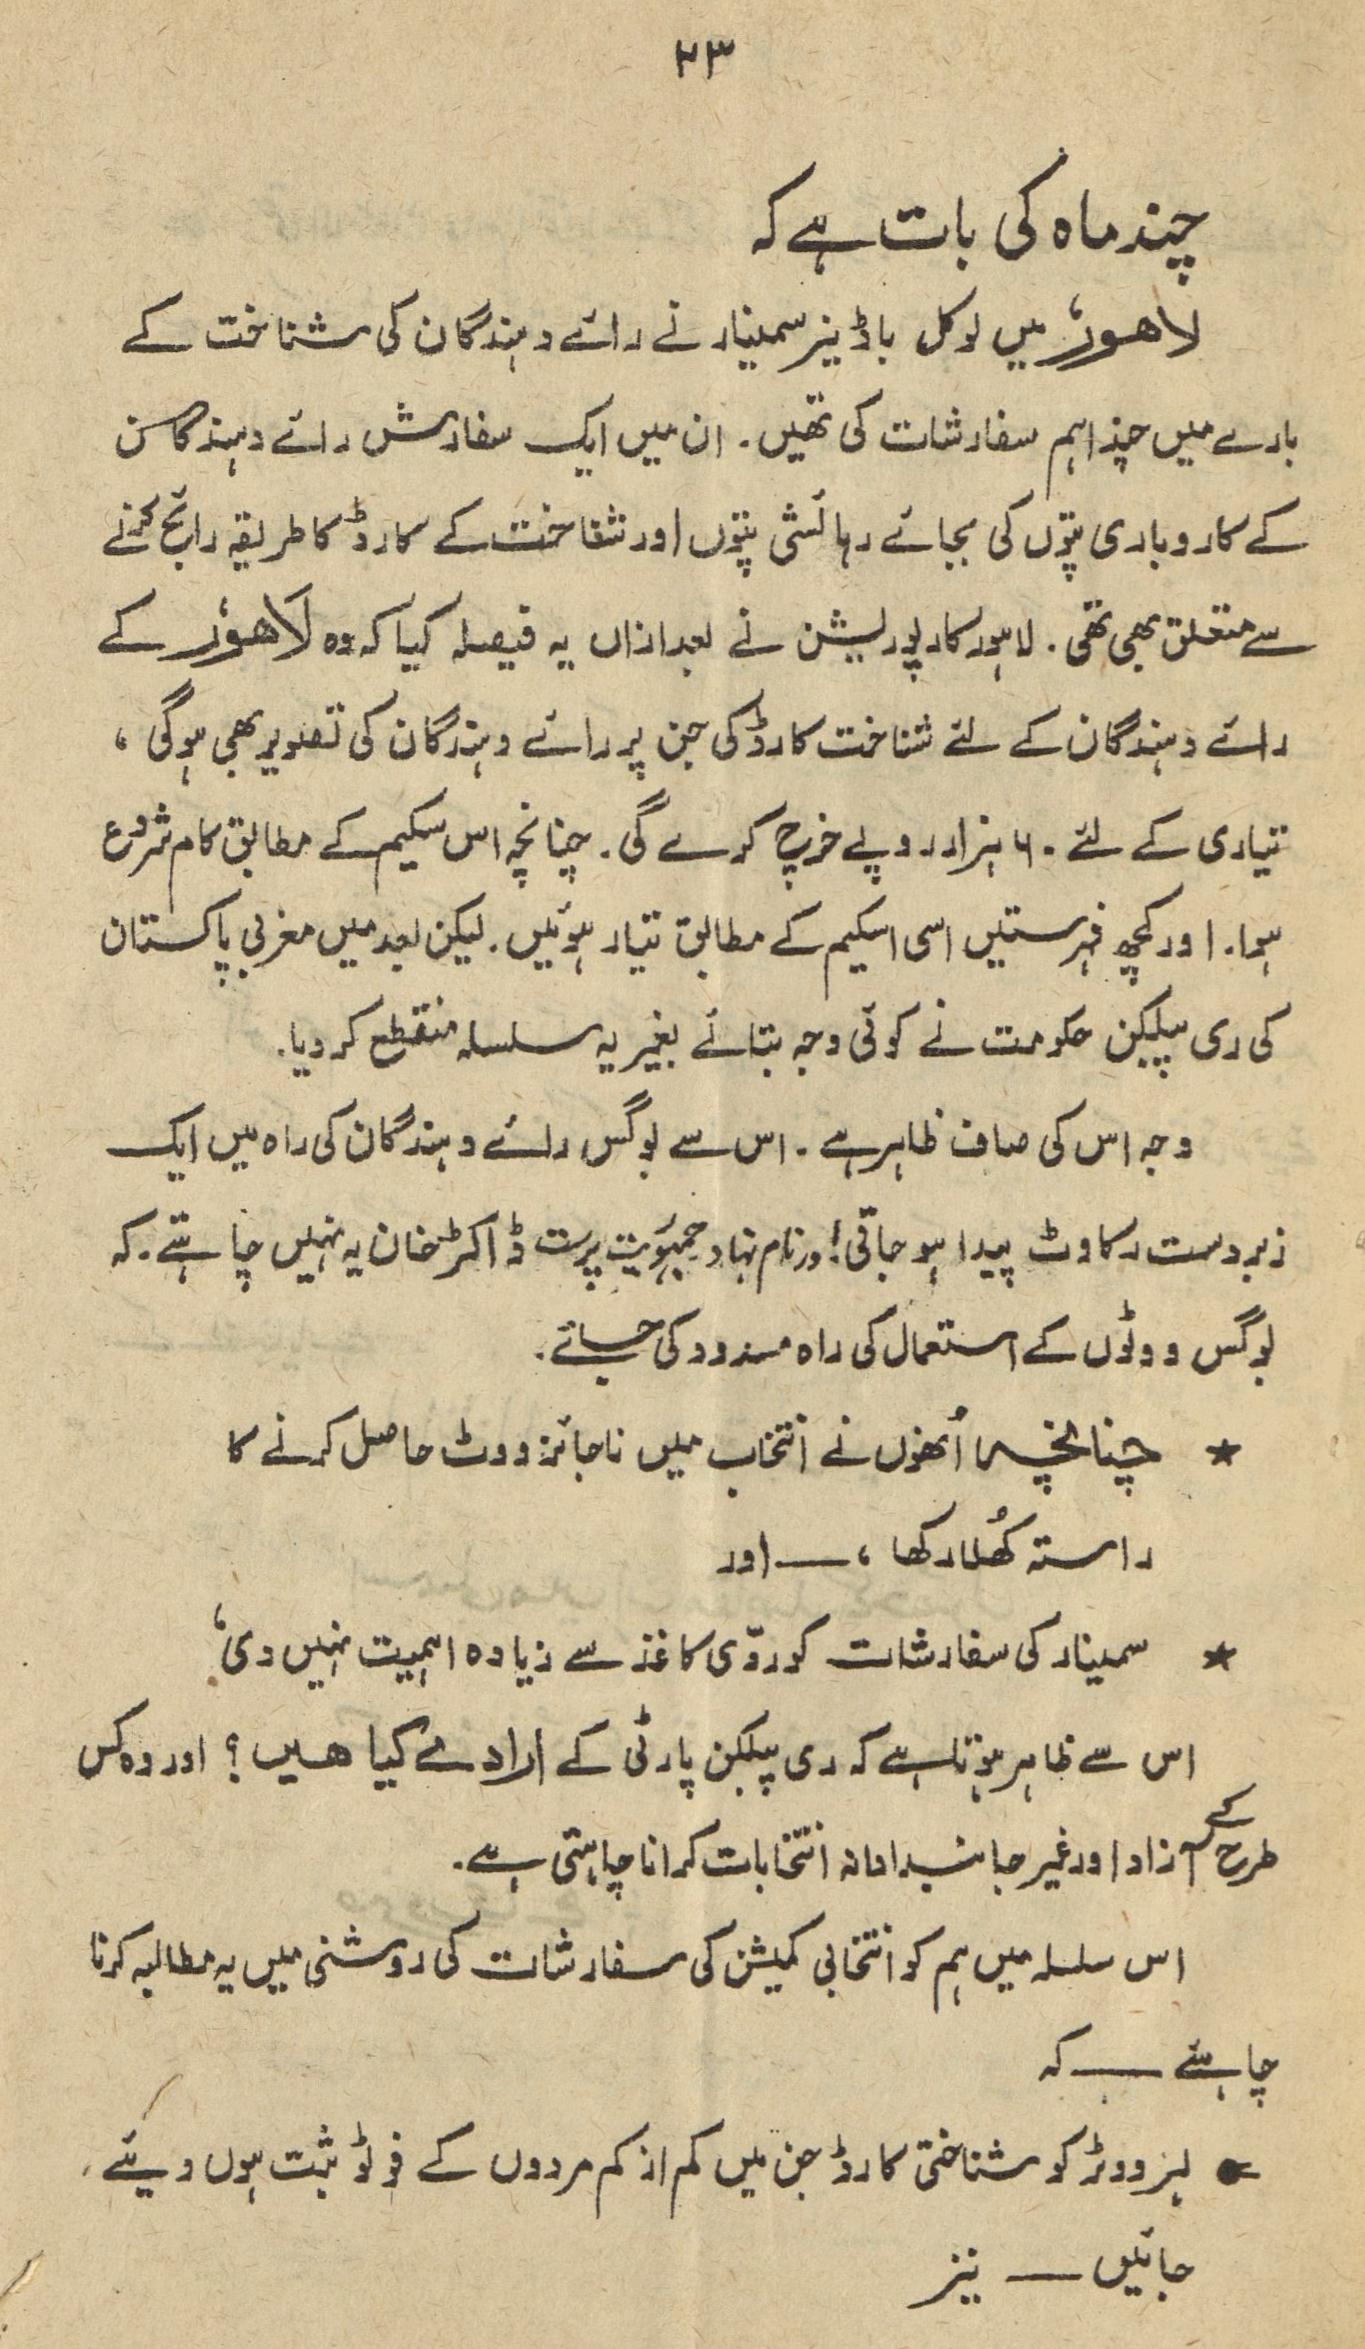 ۲۳
چند ماہ کی بات ہے کہ
لاھور میں لوکل باڈیز سمینار نے رائے دہندگان کی شناخت کے
بارے میں چند اہم سفارشات کی تھیں۔ ان میں ایک سفارش رائے دہندگان
کے کاروباری پتوں کی بجائے رہائشی پتوں اور شناخت کے کارڈ کا طریقہ رائج کرنے
سے متعلق بھی تھی۔ لاہور کارپوریشن نے بعد ازاں یہ فیصلہ کیا کہ وہ لاھور کے
رائے دہندگان کے لئے شناخت کارڈ کی جن پر رائے دہندگان کی تصویر بھی ہوگی ،
تیاری کے لئے ۶۰ ہزار روپے خرچ کرے گی۔ چنانچہ اس سکیم کے مطابق کام شروع
ہوا۔ اور کچھ فہرستیں اسی اسکیم کے مطابق تیار ہوئیں۔ لیکن بعد میں مغربی پاکستان
کی ری پبلیکن حکومت نے کوئی وجہ بتائے بغیر یہ سلسلہ منقطع کر دیا۔
وجہ اس کی صاف ظاہر ہے ۔ اس سے بوگس رائے دہندگان کی راہ میں ایک
زبردست رکاوٹ پیدا ہو جاتی! اور نام نہاد جمہوریت پرست ڈاکٹر خان یہ نہیں چاہتے۔ کہ
بوگس ووٹوں کے استعمال کی راہ مسدود کی جائے۔
★ چنانچہ اُنھوں نے انتخاب میں ناجائز ووٹ حاصل کرنے کا
راستہ کھُلا رکھا ، — اور
★ سمینار کی سفارشات کو ردّی کاغذ سے زیادہ اہمیت نہیں دی،
اس سے ظاہر ہوتا ہے کہ ری پبلکن پارٹی کے ارادے کیا ھیں ؟ اور وہ کس
طرح کے آزاد اور غیر جانبدارانہ انتخابات کرانا چاہتی ہے۔
اس سلسلہ میں ہم کو انتخابی کمیشن کی سفارشات کی روشنی میں یہ مطالبہ کرنا
چاہئے — کہ
ہر ووٹر کو شناختی کارڈ جن میں کم از کم مردوں کے فوٹو ثبت ہوں دیئے
جائیں — نیز